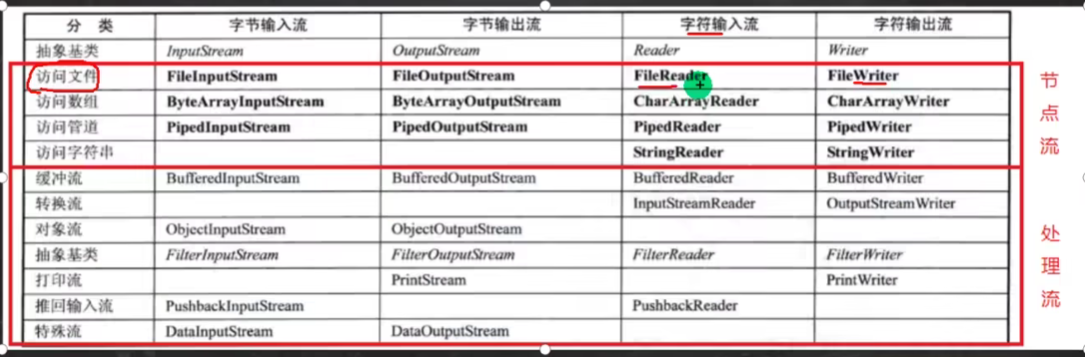 分 类 字节输入流 字节输出流 字符输入流 字符输出流
抽象基类 InputStream OutputStream Reader Writer
访问文件 FileInputStream FileOutputStream FileReader FileWriter
访问数组 ByteArrayInputStream ByteArrayOutputStream CharArrayReader CharArrayWriter
访问管道 PipedInputStream PipedOutputStream PipedReader PipedWriter
访问字符串 StringReader StringWriter
缓冲流 BufferedInputStream BufferedOutputStream BufferedReader BufferedWriter
转换流 InputStreamReader OutputStreamWriter
对象流 ObjectInputStream ObjectOutputStream
抽象基类 FilterInputStream FilterOutputStream FilterReader FilterWriter
打印流 PrintStream PrintWriter
推回输入流 PushbackInputStream PushbackReader
特殊流 DataInputStream DataOutputStream
节
点
流
处
理
流